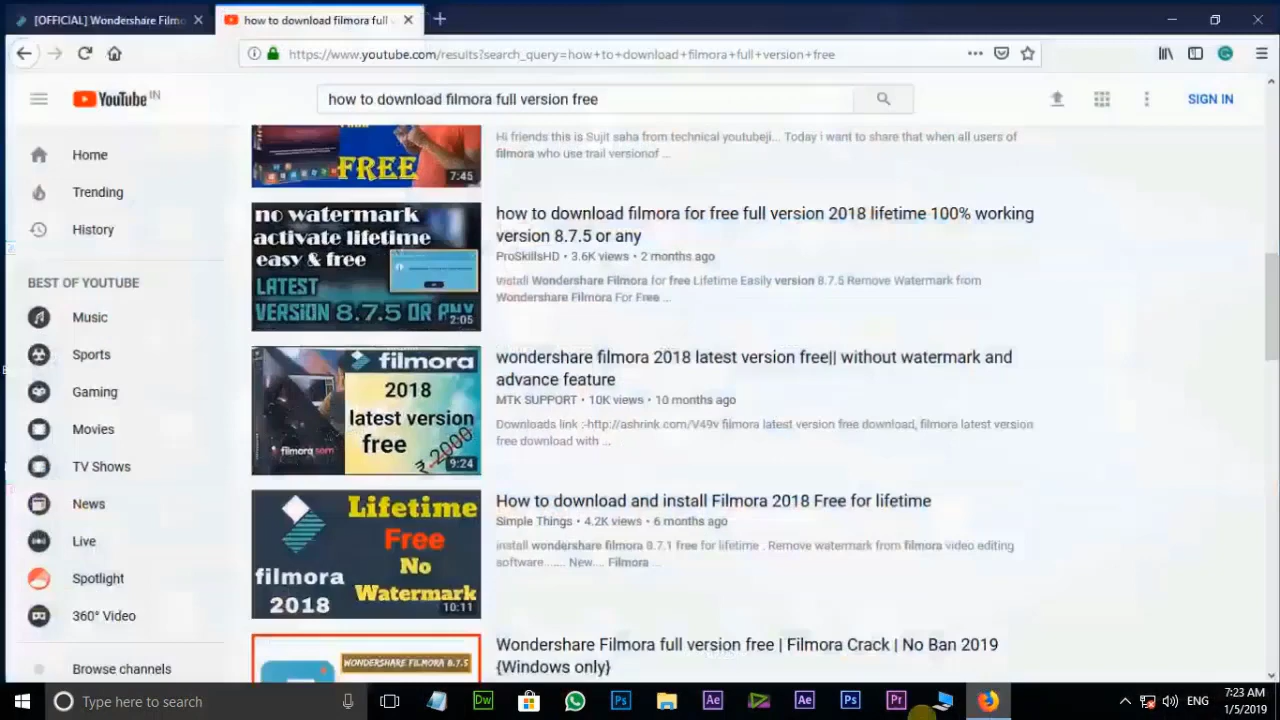 [OFFICIAL] Wondershare Filmo
how to download filmora full
https://www.youtube.com/results?search_query=how+to+download+filmora+full+version+free
YouTube IN
how to download filmora full version free
SIGN IN
Home
Trending
History
BEST OF YOUTUBE
Music
Sports
Gaming
Movies
TV Shows
News
Live
Spotlight
360° Video
Browse channels
FREE
7:45
Hi friends this is Sujit saha from technical youtubeji... Today i want to share that when all users of
filmora who use trail versionof ...
no watermark
activate lifetime
easy & free
LATEST
VERSION 8.7.5 OR ANY
2:05
how to download filmora for free full version 2018 lifetime 100% working
version 8.7.5 or any
ProSkillsHD • 3.6K views • 2 months ago
Install Wondershare Filmora for free Lifetime Easily version 8.7.5 Remove Watermark from
Wondershare Filmora For Free ...
filmora
2018
latest version
free
₹ 2000
9:24
wondershare filmora 2018 latest version free|| without watermark and
advance feature
MTK SUPPORT • 10K views • 10 months ago
Downloads link :-http://ashrink.com/V49v filmora latest version free download, filmora latest version
free download with ...
Lifetime
Free
No
Watermark
filmora
2018
10:11
How to download and install Filmora 2018 Free for lifetime
Simple Things • 4.2K views • 6 months ago
install wondershare filmora 8.7.1 free for lifetime . Remove watermark from filmora video editing
software...... New.... Filmora ...
WONDERSHARE FILMORA 8.7.5
Wondershare Filmora full version free | Filmora Crack | No Ban 2019
{Windows only}
Type here to search
Dw
Ps
Ae
Ae
Ps
Pr
ENG
7:23 AM
1/5/2019